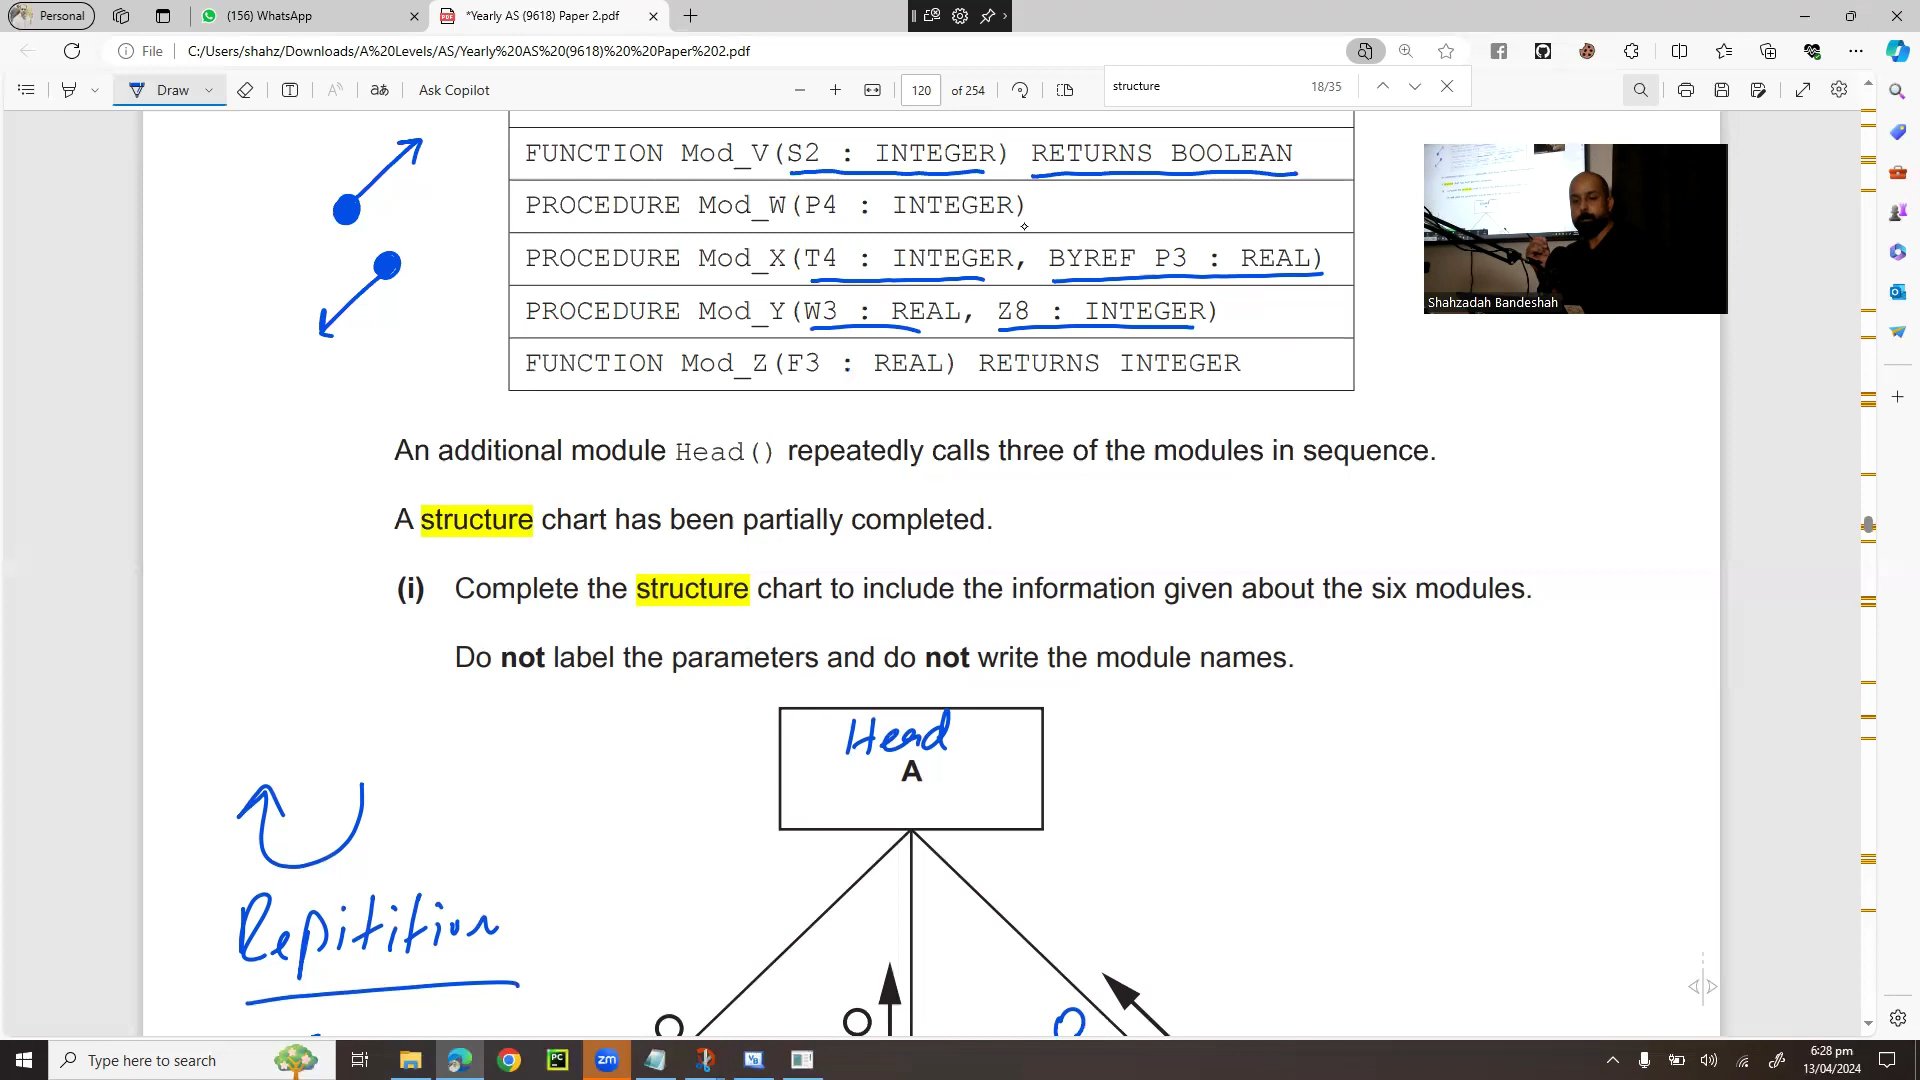 Personal
(156) WhatsApp
*Yearly AS (9618) Paper 2.pdf
File
C:/Users/shahz/Downloads/A%20Levels/AS/Yearly%20AS%20(9618)%20%20Paper%202.pdf
Draw
Ask Copilot
120 of 254
structure
18/35
FUNCTION Mod_V(S2 : INTEGER) RETURNS BOOLEAN
PROCEDURE Mod_W(P4 : INTEGER)
PROCEDURE Mod_X(T4 : INTEGER, BYREF P3 : REAL)
PROCEDURE Mod_Y(W3 : REAL, Z8 : INTEGER)
FUNCTION Mod_Z(F3 : REAL) RETURNS INTEGER
Shahzadah Bandeshah
An additional module Head() repeatedly calls three of the modules in sequence.
A structure chart has been partially completed.
(i) Complete the structure chart to include the information given about the six modules.
Do not label the parameters and do not write the module names.
Head
A
Repitition
Type here to search
6:28 pm
13/04/2024